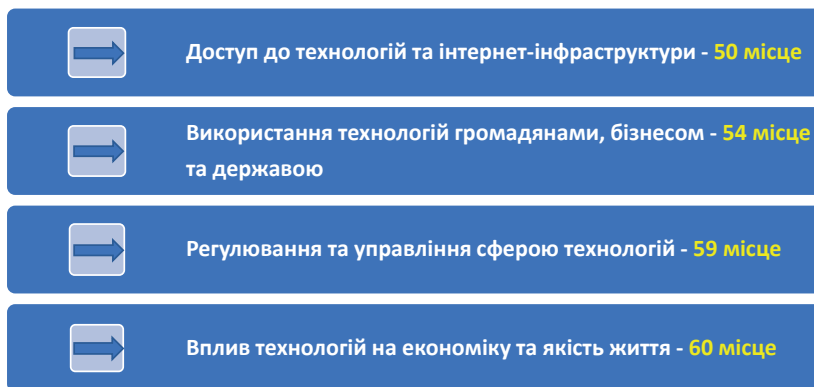 Доступ до технологій та інтернет-інфраструктури - 50 місце
Використання технологій громадянами, бізнесом - 54 місце
та державою
Регулювання та управління сферою технологій - 59 місце
Вплив технологій на економіку та якість життя - 60 місце